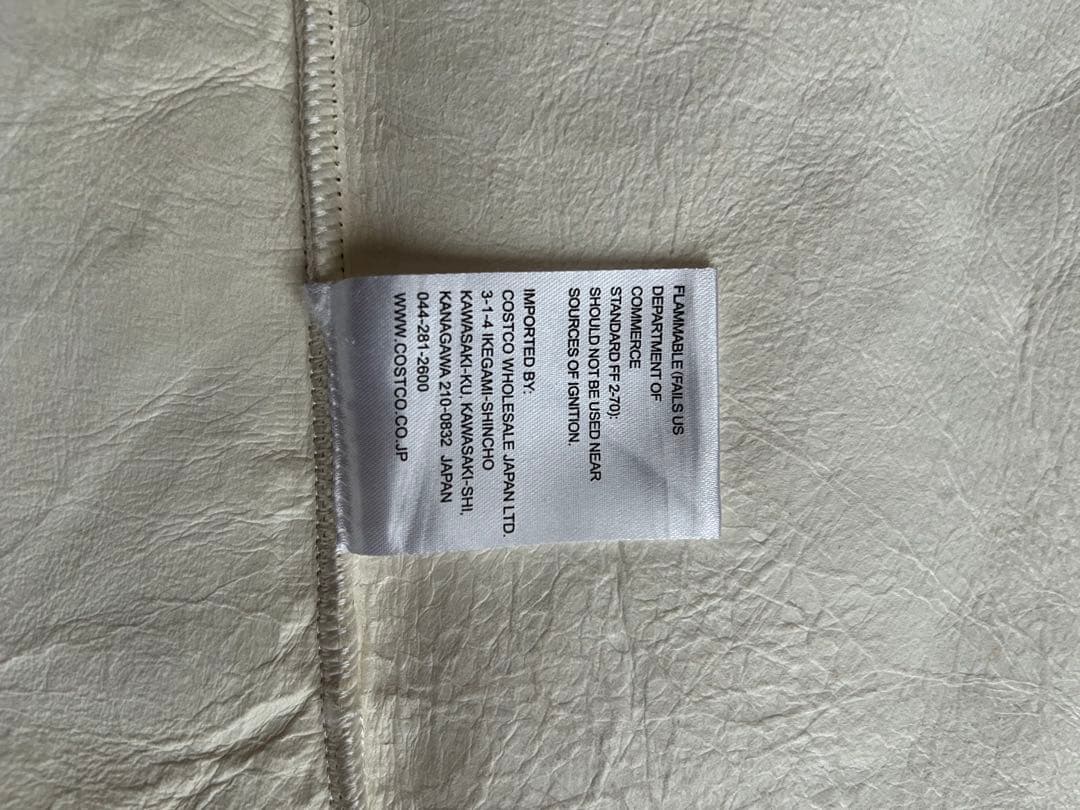 FLAMMABLE (FAILS US
DEPARTMENT OF
COMMERCE
STANDARD FF 2-70):
SHOULD NOT BE USED NEAR
SOURCES OF IGNITION.
IMPORTED BY:
COSTCO WHOLESALE JAPAN LTD.
3-1-4 IKEGAMI-SHINCHO
KAWASAKI-KU, KAWASAKI-SHI,
KANAGAWA 210-0832 JAPAN
044-281-2600
WWW.COSTCO.CO.JP